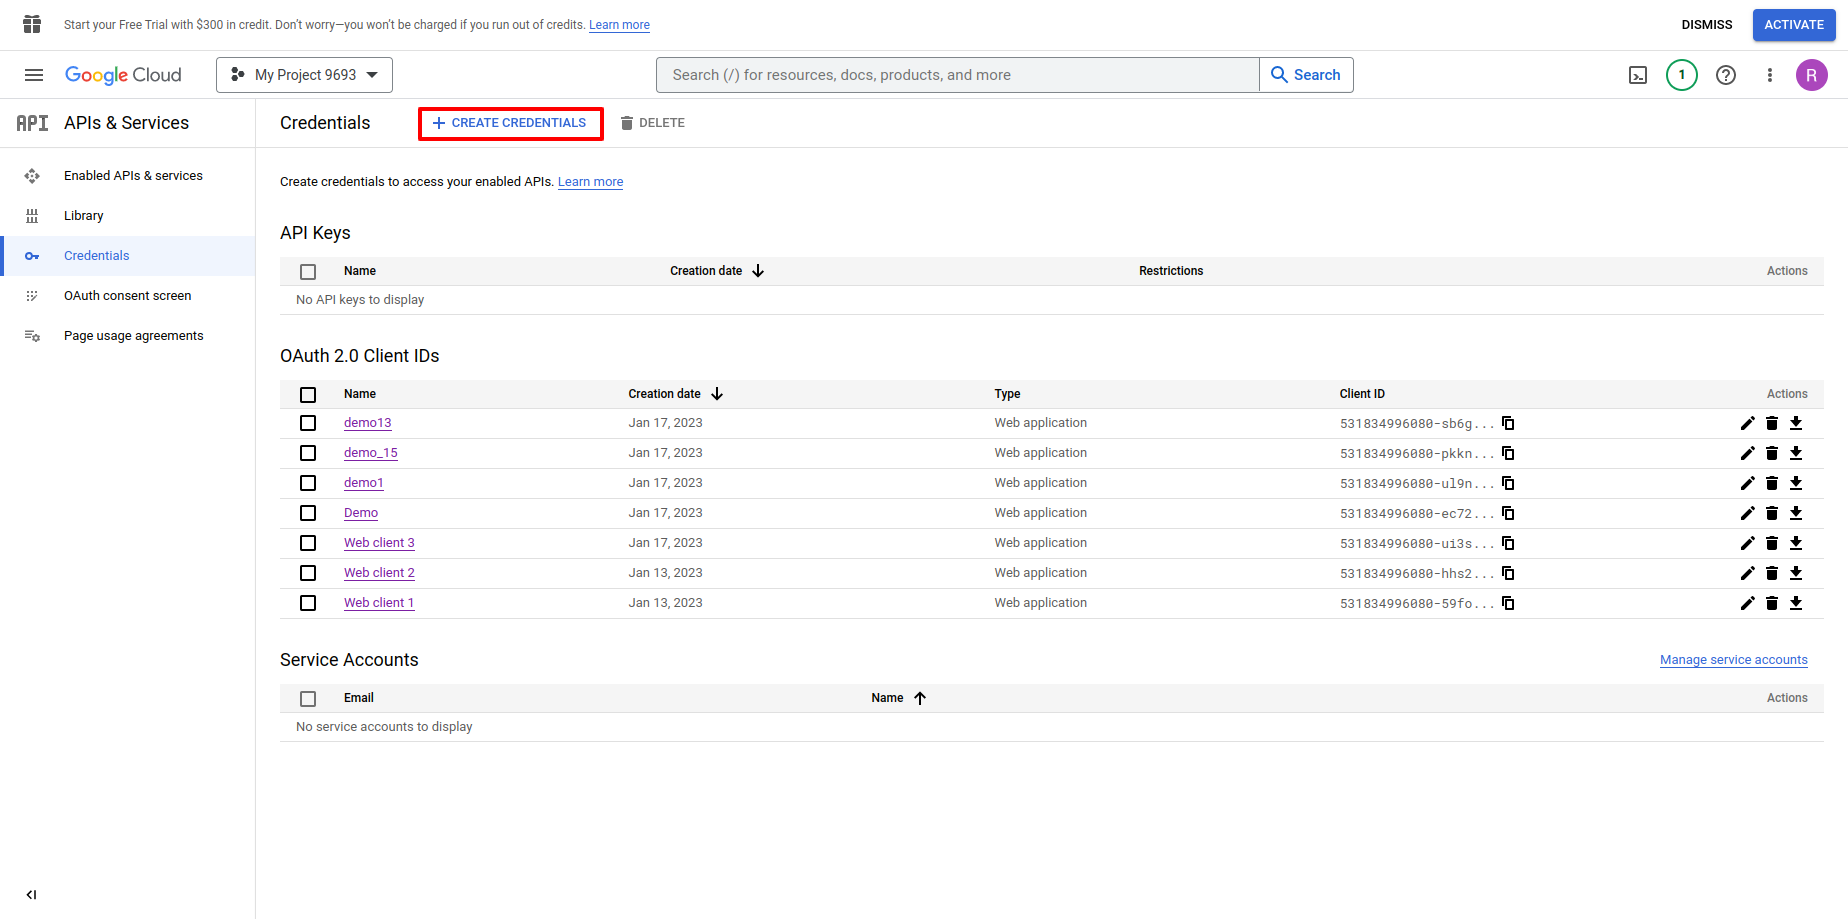 Start your Free Trial with $300 in credit. Don't worry—you won't be charged if you run out of credits. Learn more
DISMISS
ACTIVATE
Google Cloud
My Project 9693
Search (/) for resources, docs, products, and more
Search
1
R
API
APIs & Services
Enabled APIs & services
Library
Credentials
OAuth consent screen
Page usage agreements
Credentials
CREATE CREDENTIALS
DELETE
Create credentials to access your enabled APIs. Learn more
API Keys
Name Creation date Restrictions Actions
No API keys to display
OAuth 2.0 Client IDs
Name Creation date Type Client ID Actions
demo13 Jan 17, 2023 Web application 531834996080-sb6g...
demo_15 Jan 17, 2023 Web application 531834996080-pkkn...
demo1 Jan 17, 2023 Web application 531834996080-ul9n...
Demo Jan 17, 2023 Web application 531834996080-ec72...
Web client 3 Jan 17, 2023 Web application 531834996080-ui3s...
Web client 2 Jan 13, 2023 Web application 531834996080-hhs2...
Web client 1 Jan 13, 2023 Web application 531834996080-59fo...
Service Accounts
Manage service accounts
Email Name Actions
No service accounts to display